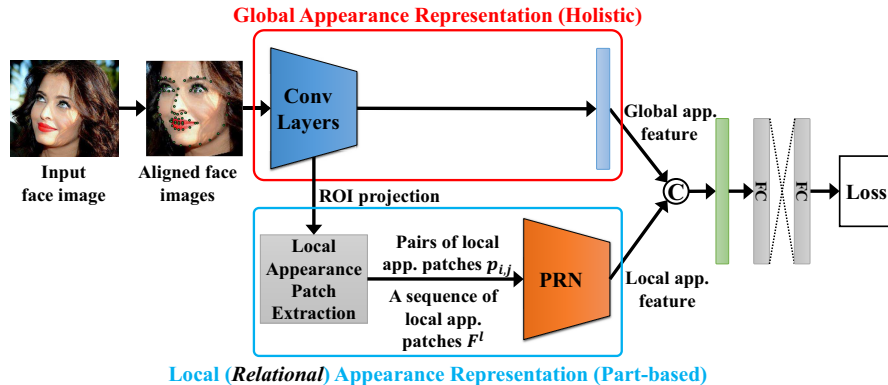 Global Appearance Representation (Holistic)
Conv
Layers
Global app.
feature
Input
face image
Aligned face
images
ROI projection
C
FC
FC
Loss
Local
Appearance
Patch
Extraction
Pairs of local
app. patches p_{i,j}
A sequence of
local app.
patches F^l
PRN
Local app.
feature
Local (Relational) Appearance Representation (Part-based)